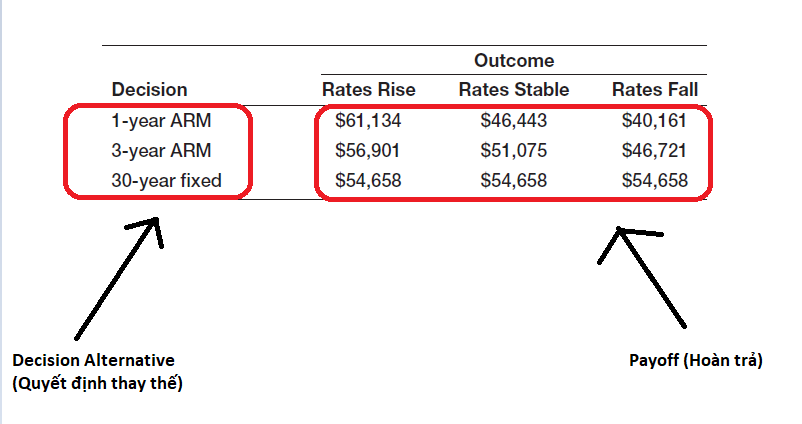 Outcome
Decision Rates Rise Rates Stable Rates Fall
1-year ARM $61,134 $46,443 $40,161
3-year ARM $56,901 $51,075 $46,721
30-year fixed $54,658 $54,658 $54,658
Decision Alternative
(Quyết định thay thế)
Payoff (Hoàn trả)